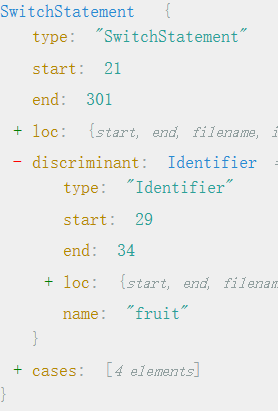 SwitchStatement {
type: "SwitchStatement"
start: 21
end: 301
+ loc: {start, end, filename, i
- discriminant: Identifier =
type: "Identifier"
start: 29
end: 34
+ loc: {start, end, filenam
name: "fruit"
}
+ cases: [4 elements]
}